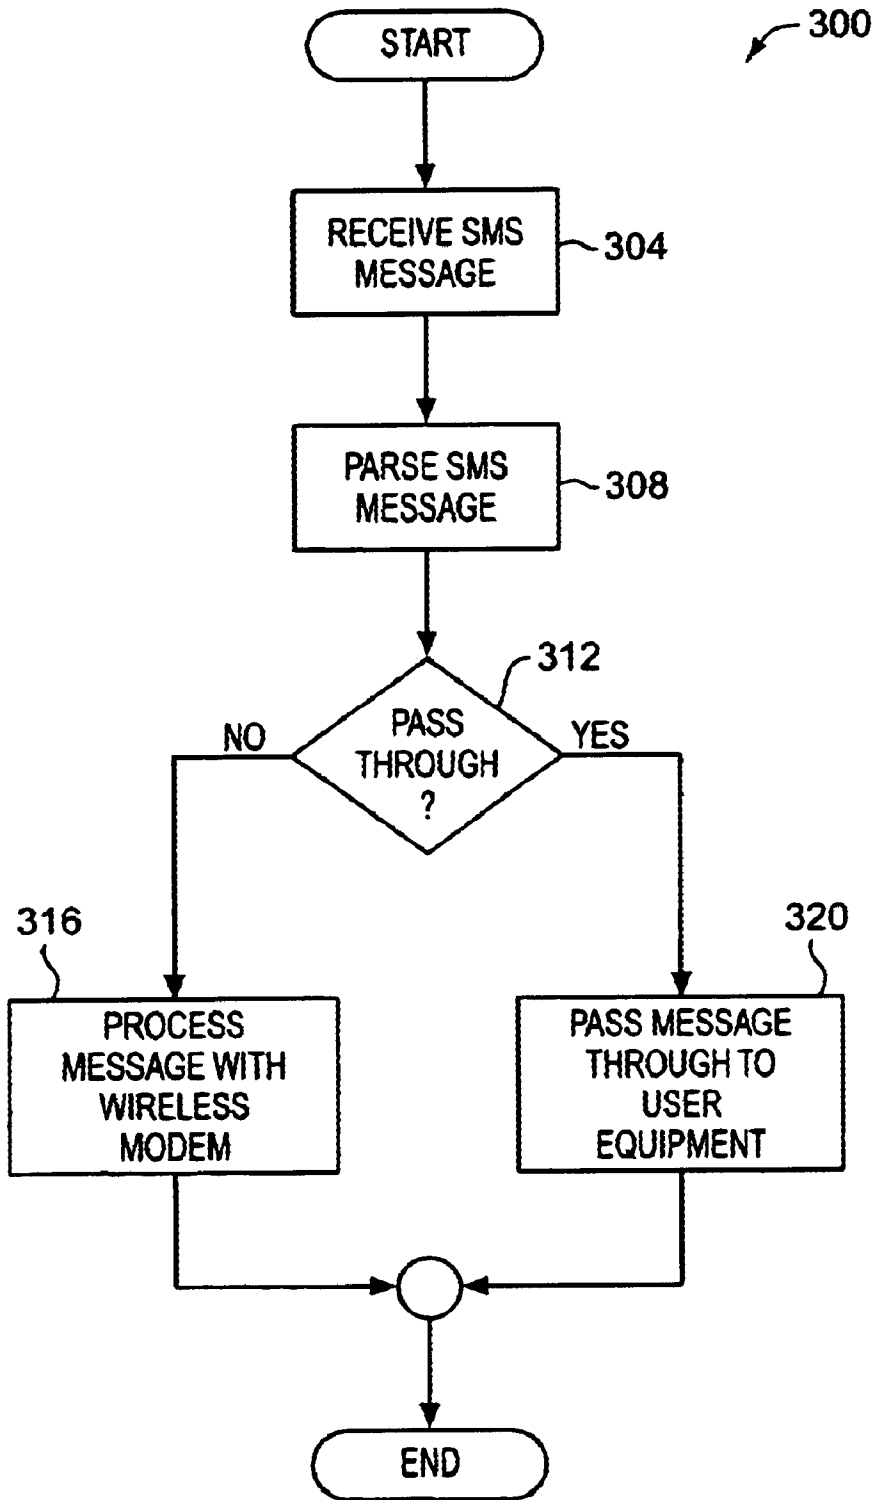 START
300
RECEIVE SMS
MESSAGE
304
PARSE SMS
MESSAGE
308
312
PASS
THROUGH
?
NO
YES
316
320
PROCESS
MESSAGE WITH
WIRELESS
MODEM
PASS MESSAGE
THROUGH TO
USER
EQUIPMENT
END